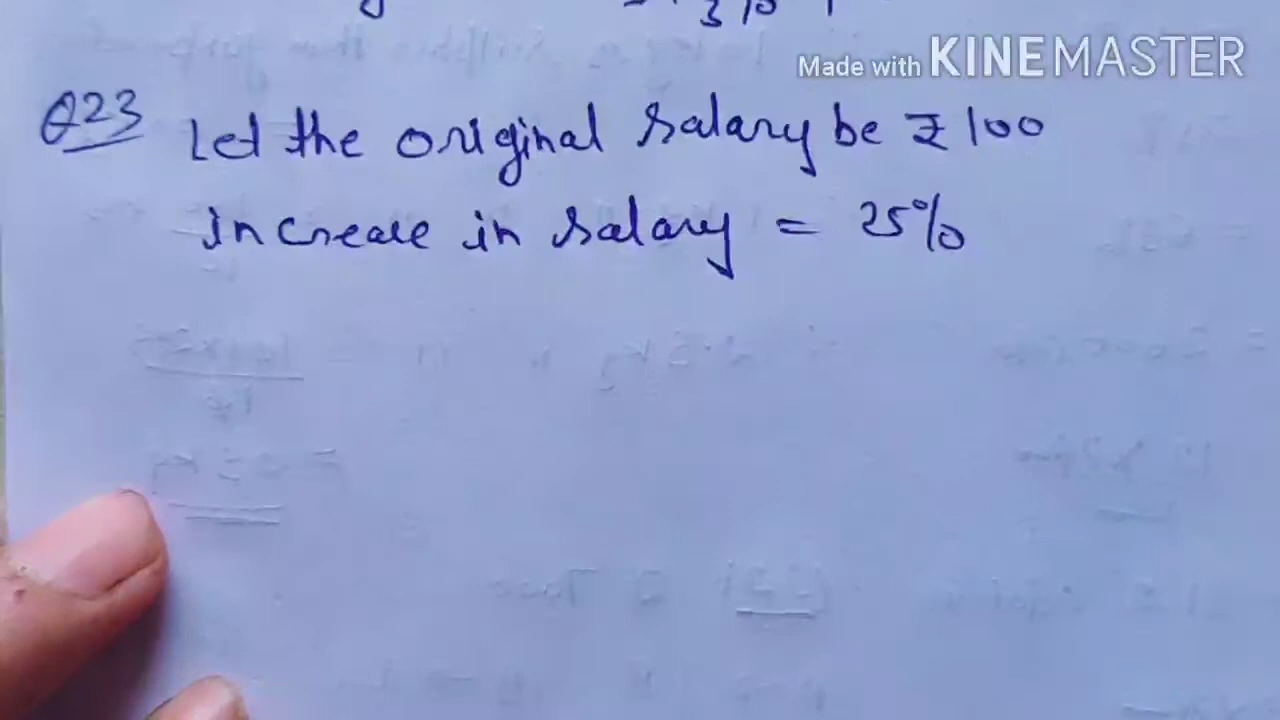 Made with KINEMASTER
Q23 Let the original salary be ₹100
increase in salary = 25%